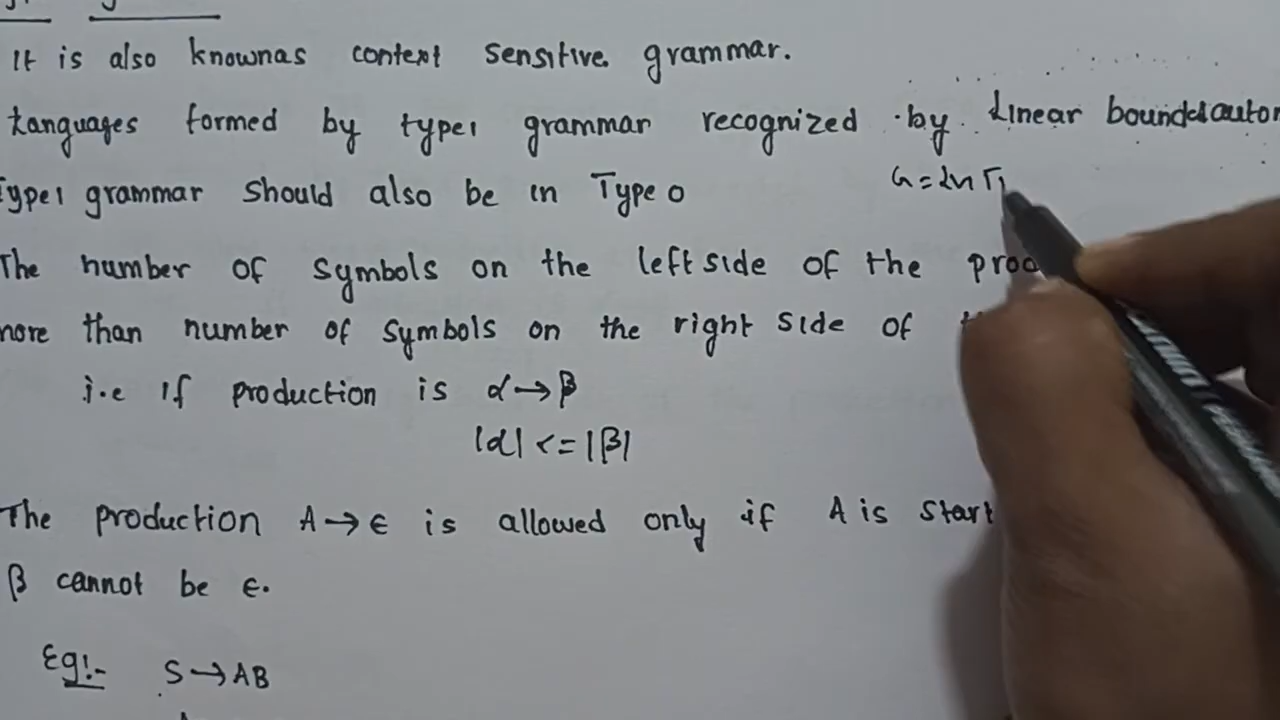 It is also knownas context sensitive grammar.
Languages formed by type1 grammar recognized by Linear bounded autom
Type1 grammar should also be in Type 0
G =
The number of symbols on the left side of the prod
more than number of symbols on the right side of
i.e If production is α→β
|α| <= |β|
The production A→ϵ is allowed only if A is start
β cannot be ϵ.
Eg:-
S→AB